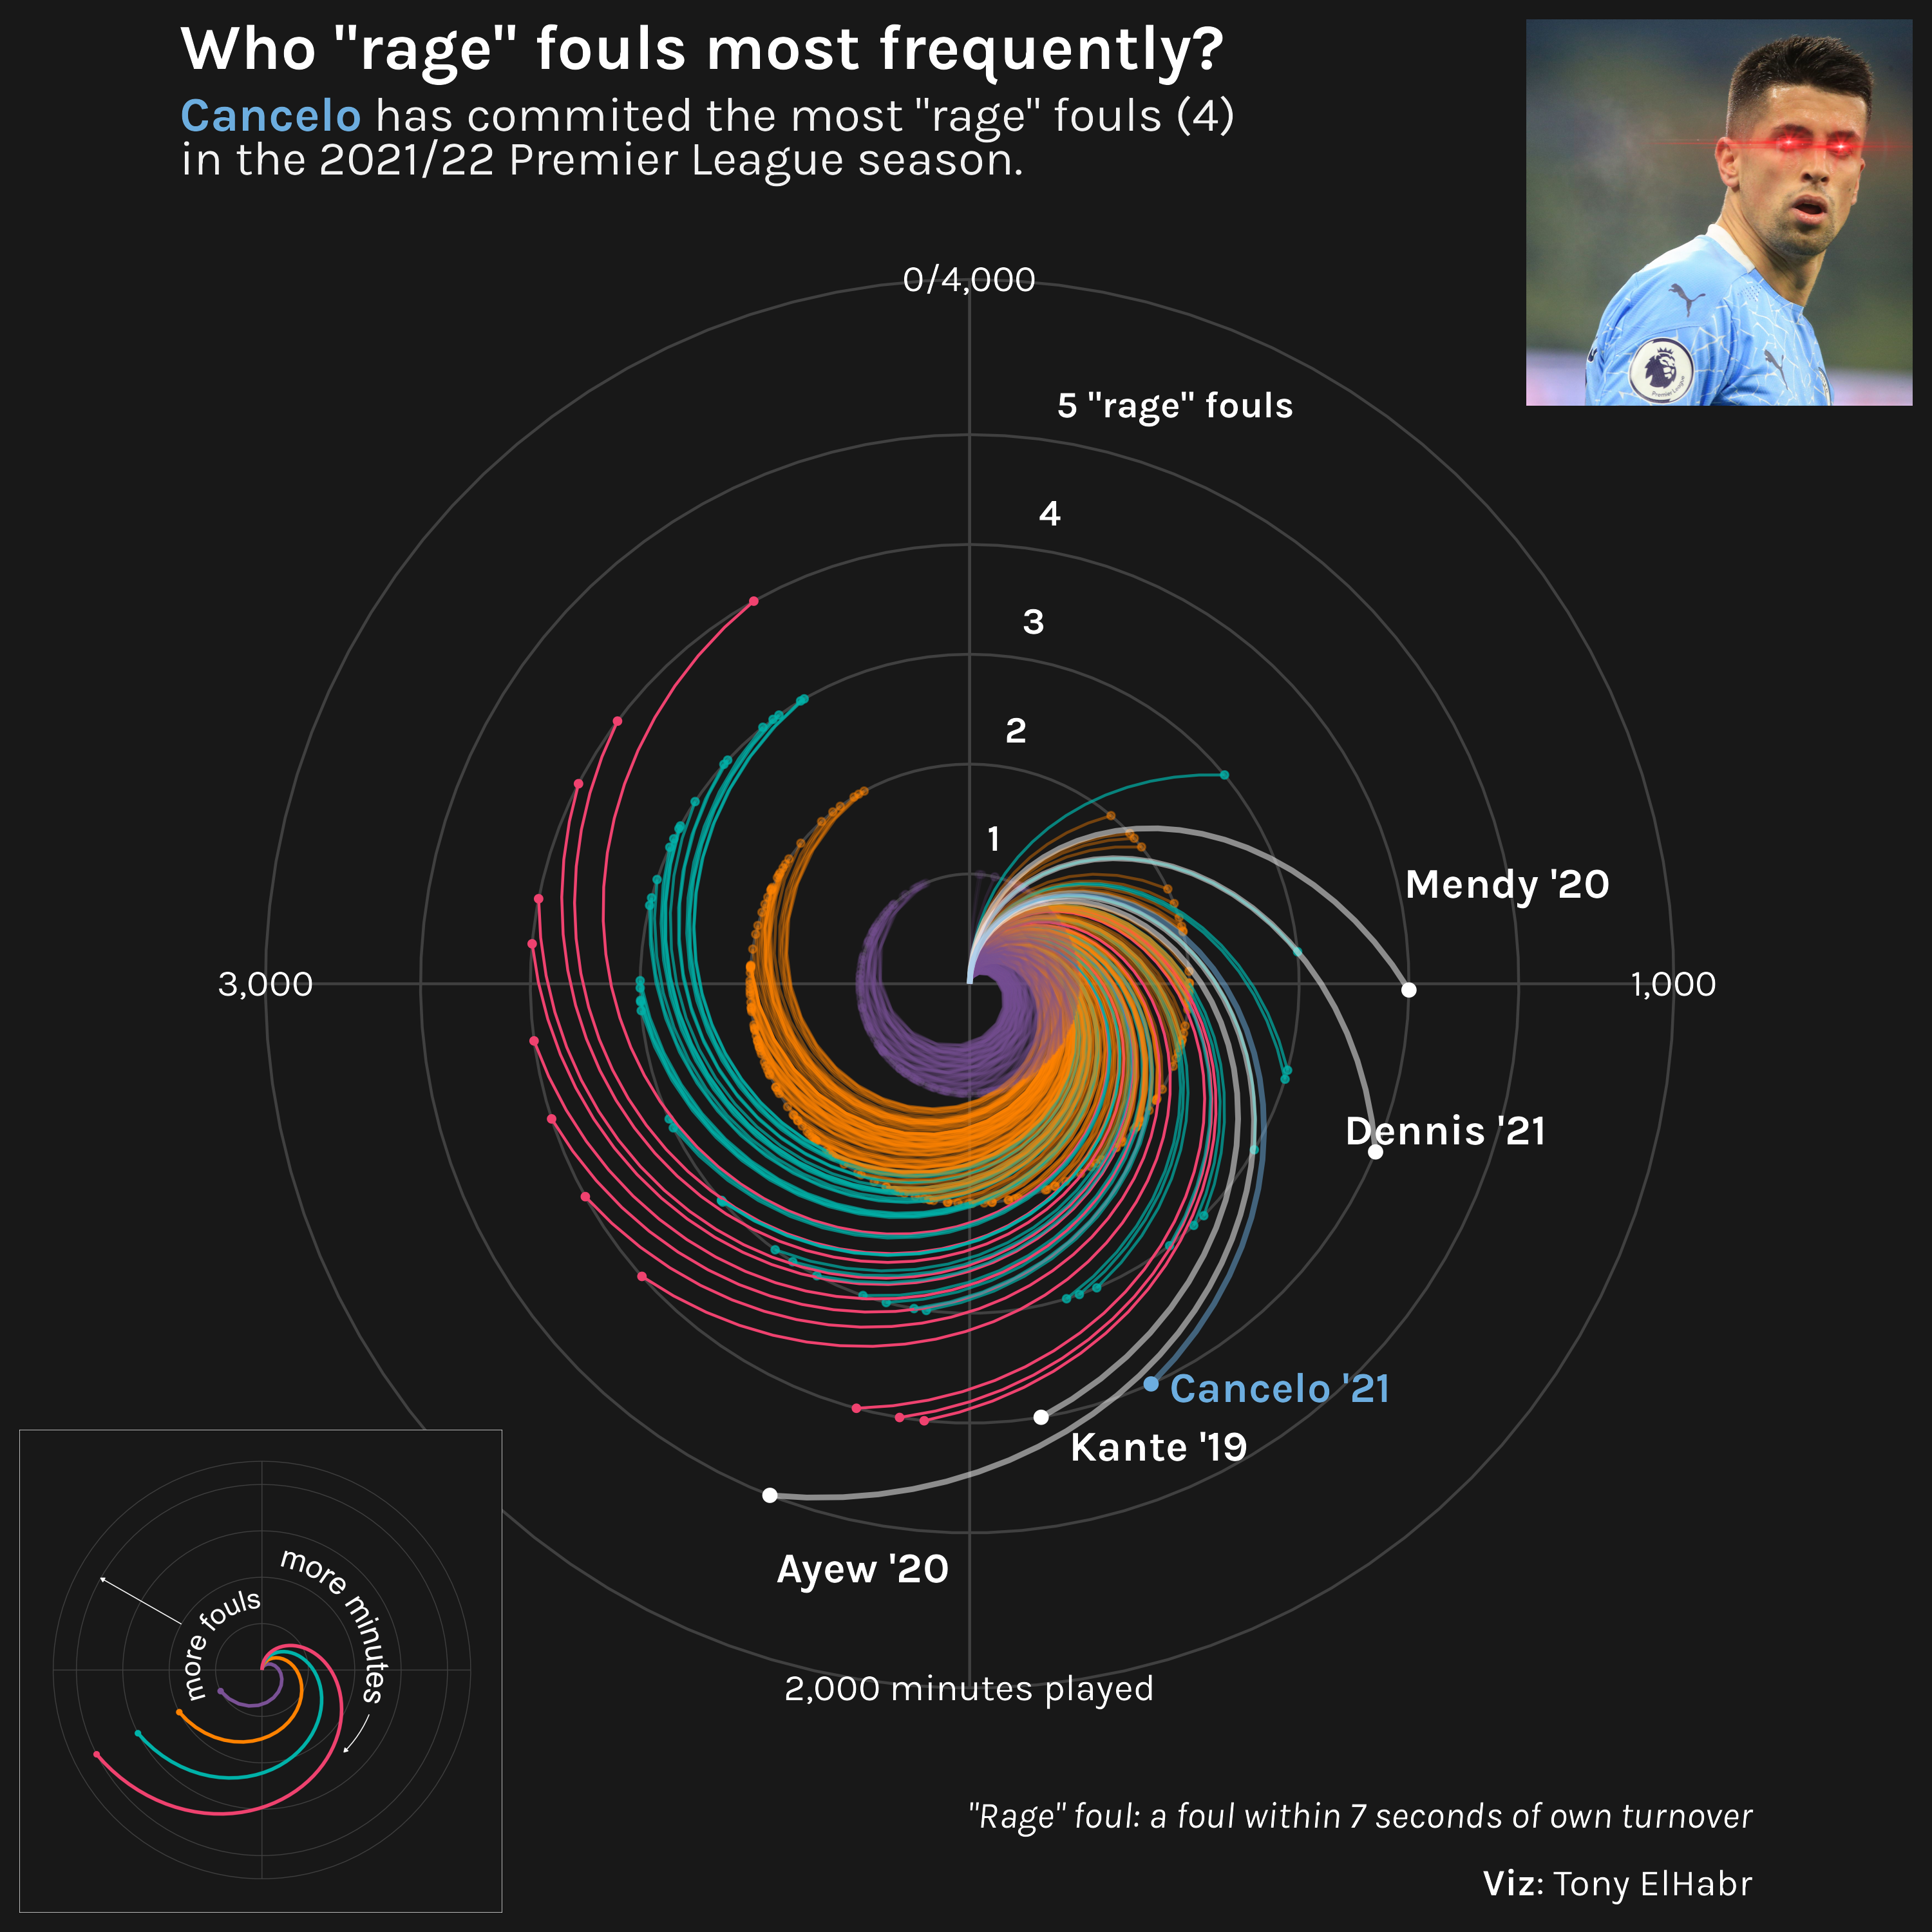 Who "rage" fouls most frequently?
Cancelo has commited the most "rage" fouls (4)
in the 2021/22 Premier League season.
0/4,000
5 "rage" fouls
4
3
2
1
Mendy '20
3,000
1,000
Dennis '21
Cancelo '21
Kante '19
Ayew '20
more minutes
more fouls
2,000 minutes played
"Rage" foul: a foul within 7 seconds of own turnover
Viz: Tony ElHabr